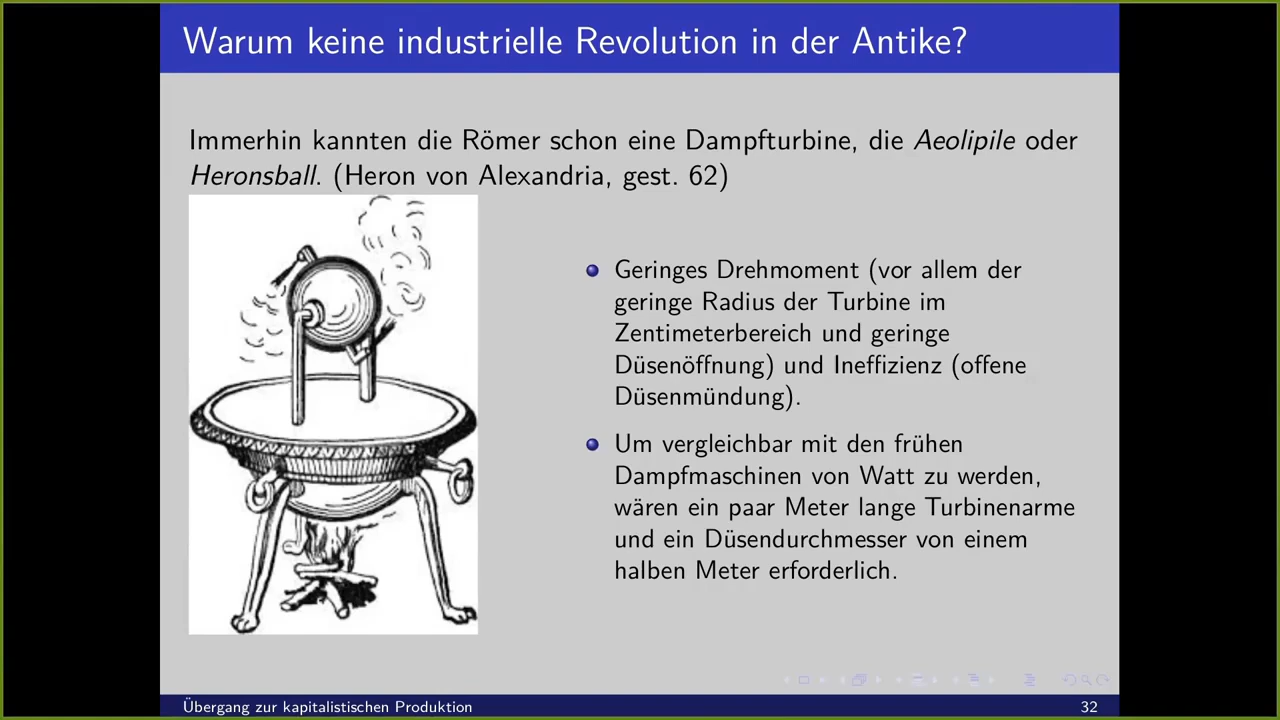 Warum keine industrielle Revolution in der Antike?
Immerhin kannten die Römer schon eine Dampfturbine, die Aeolipile oder
Heronsball. (Heron von Alexandria, gest. 62)
Geringes Drehmoment (vor allem der
geringe Radius der Turbine im
Zentimeterbereich und geringe
Düsenöffnung) und Ineffizienz (offene
Düsenmündung).
Um vergleichbar mit den frühen
Dampfmaschinen von Watt zu werden,
wären ein paar Meter lange Turbinenarme
und ein Düsendurchmesser von einem
halben Meter erforderlich.
Übergang zur kapitalistischen Produktion
32